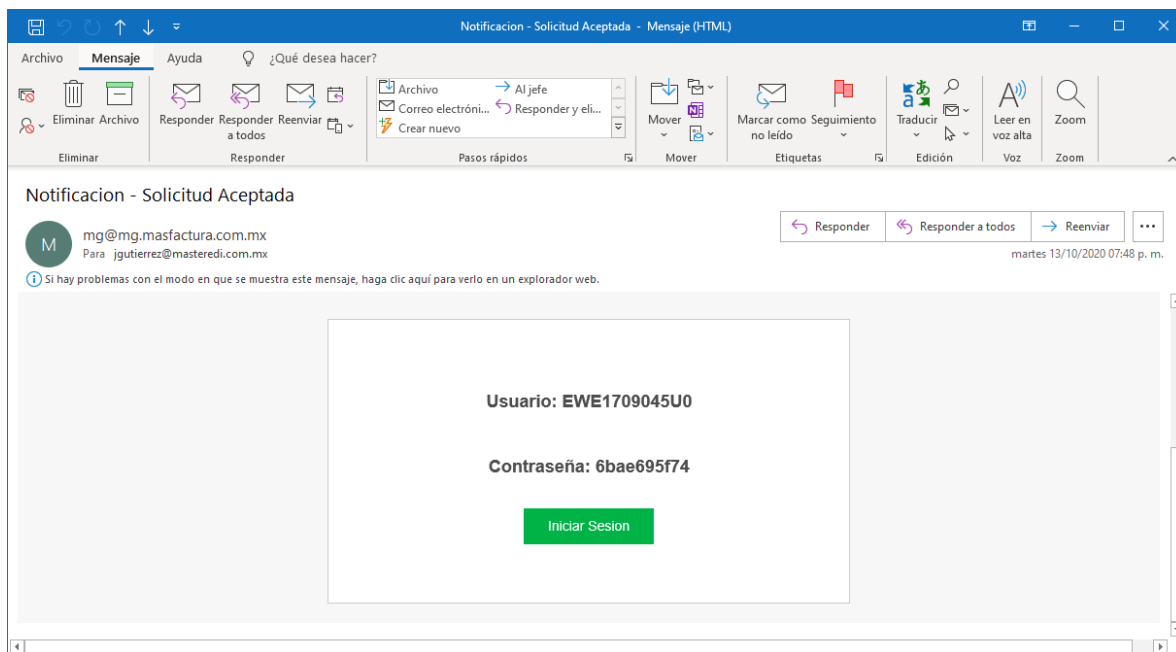 Notificacion - Solicitud Aceptada - Mensaje (HTML)
Archivo Mensaje Ayuda ¿Qué desea hacer?
Eliminar Archivo
Eliminar
Responder Responder a todos Reenviar
Responder
Archivo Al jefe
Correo electróni... Responder y eli...
Crear nuevo
Pasos rápidos
Mover
Mover
Marcar como no leído Seguimiento
Etiquetas
Traducir
Edición
Leer en voz alta
Voz
Zoom
Zoom
Notificacion - Solicitud Aceptada
M
mg@mg.masfactura.com.mx
Para jgutierrez@masteredi.com.mx
Responder Responder a todos Reenviar
martes 13/10/2020 07:48 p. m.
Si hay problemas con el modo en que se muestra este mensaje, haga clic aquí para verlo en un explorador web.
Usuario: EWE1709045U0
Contraseña: 6bae695f74
Iniciar Sesion